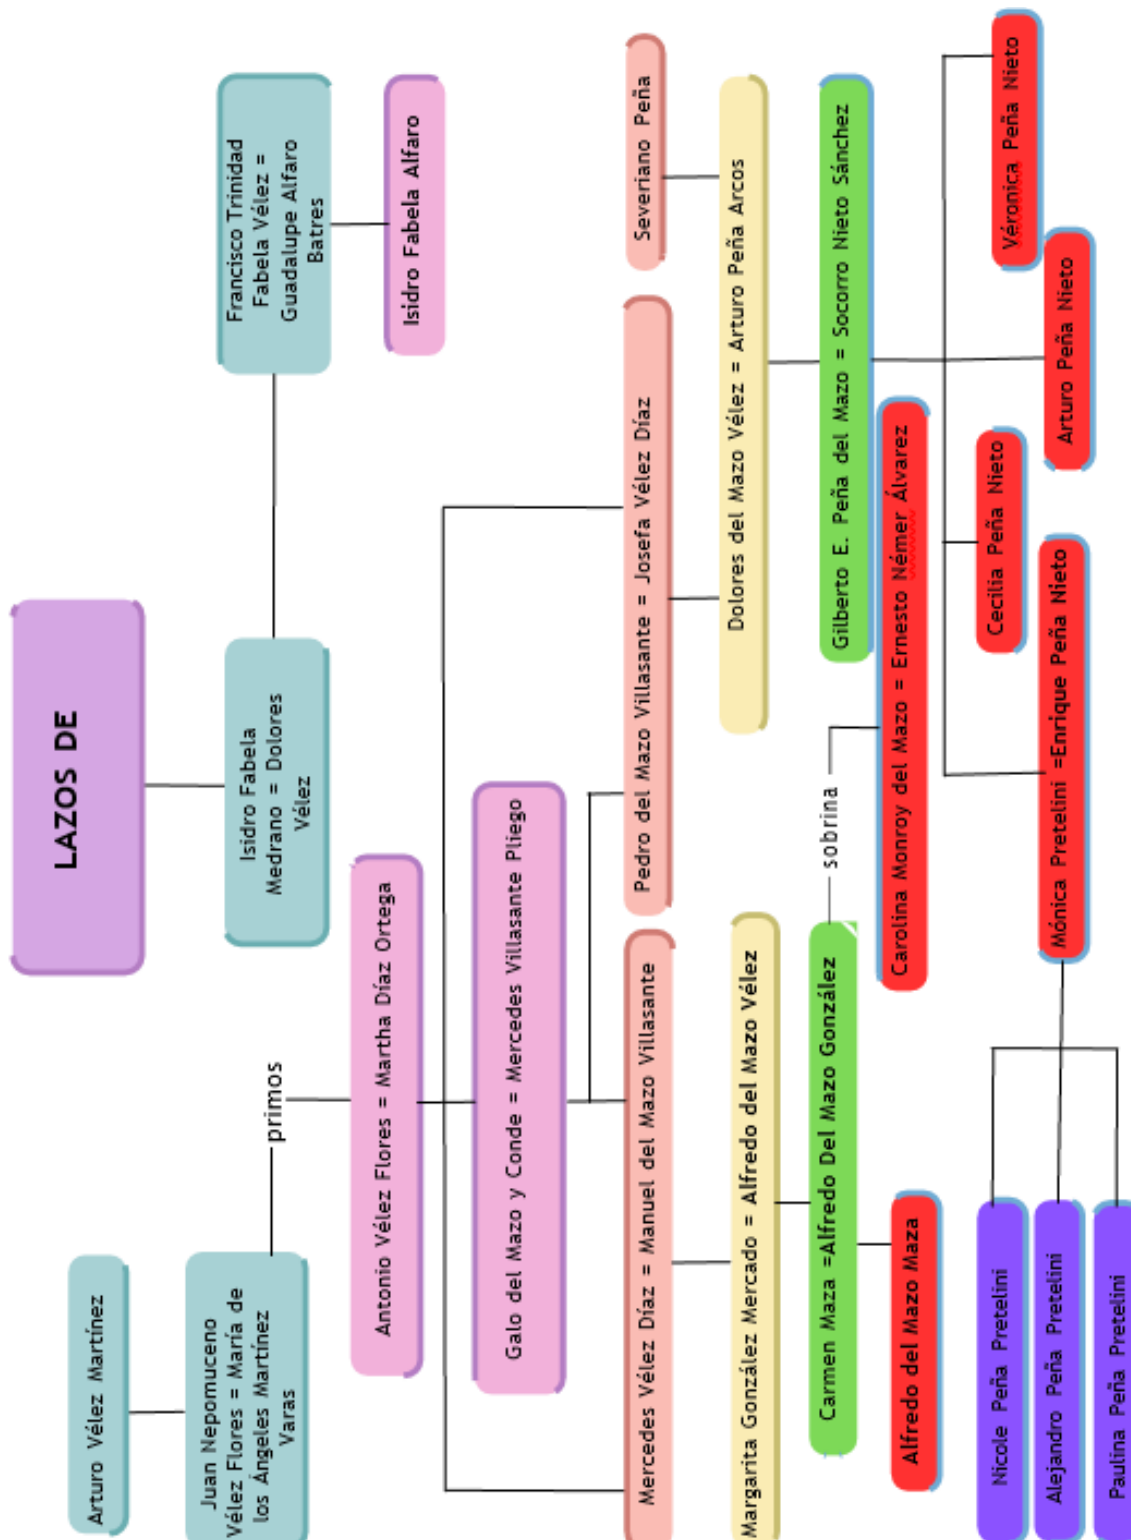 LAZOS DE
Arturo Vélez Martínez
Juan Nepomuceno
Vélez Flores = María de
los Ángeles Martínez
Varas
primos
Isidro Fabela
Medrano = Dolores
Vélez
Francisco Trinidad
Fabela Vélez =
Guadalupe Alfaro
Batres
Isidro Fabela Alfaro
Antonio Vélez Flores = Martha Díaz Ortega
Galo del Mazo y Conde = Mercedes Villasante Pliego
Mercedes Vélez Díaz = Manuel del Mazo Villasante
Pedro del Mazo Villasante = Josefa Vélez Díaz
Severiano Peña
Margarita González Mercado = Alfredo del Mazo Vélez
Dolores del Mazo Vélez = Arturo Peña Arcos
Carmen Maza =Alfredo Del Mazo González
sobrina
Gilberto E. Peña del Mazo = Socorro Nieto Sánchez
Alfredo del Mazo Maza
Carolina Monroy del Mazo = Ernesto Némer Álvarez
Cecilia Peña Nieto
Véronica Peña Nieto
Mónica Pretelini =Enrique Peña Nieto
Arturo Peña Nieto
Nicole Peña Pretelini
Alejandro Peña Pretelini
Paulina Peña Pretelini